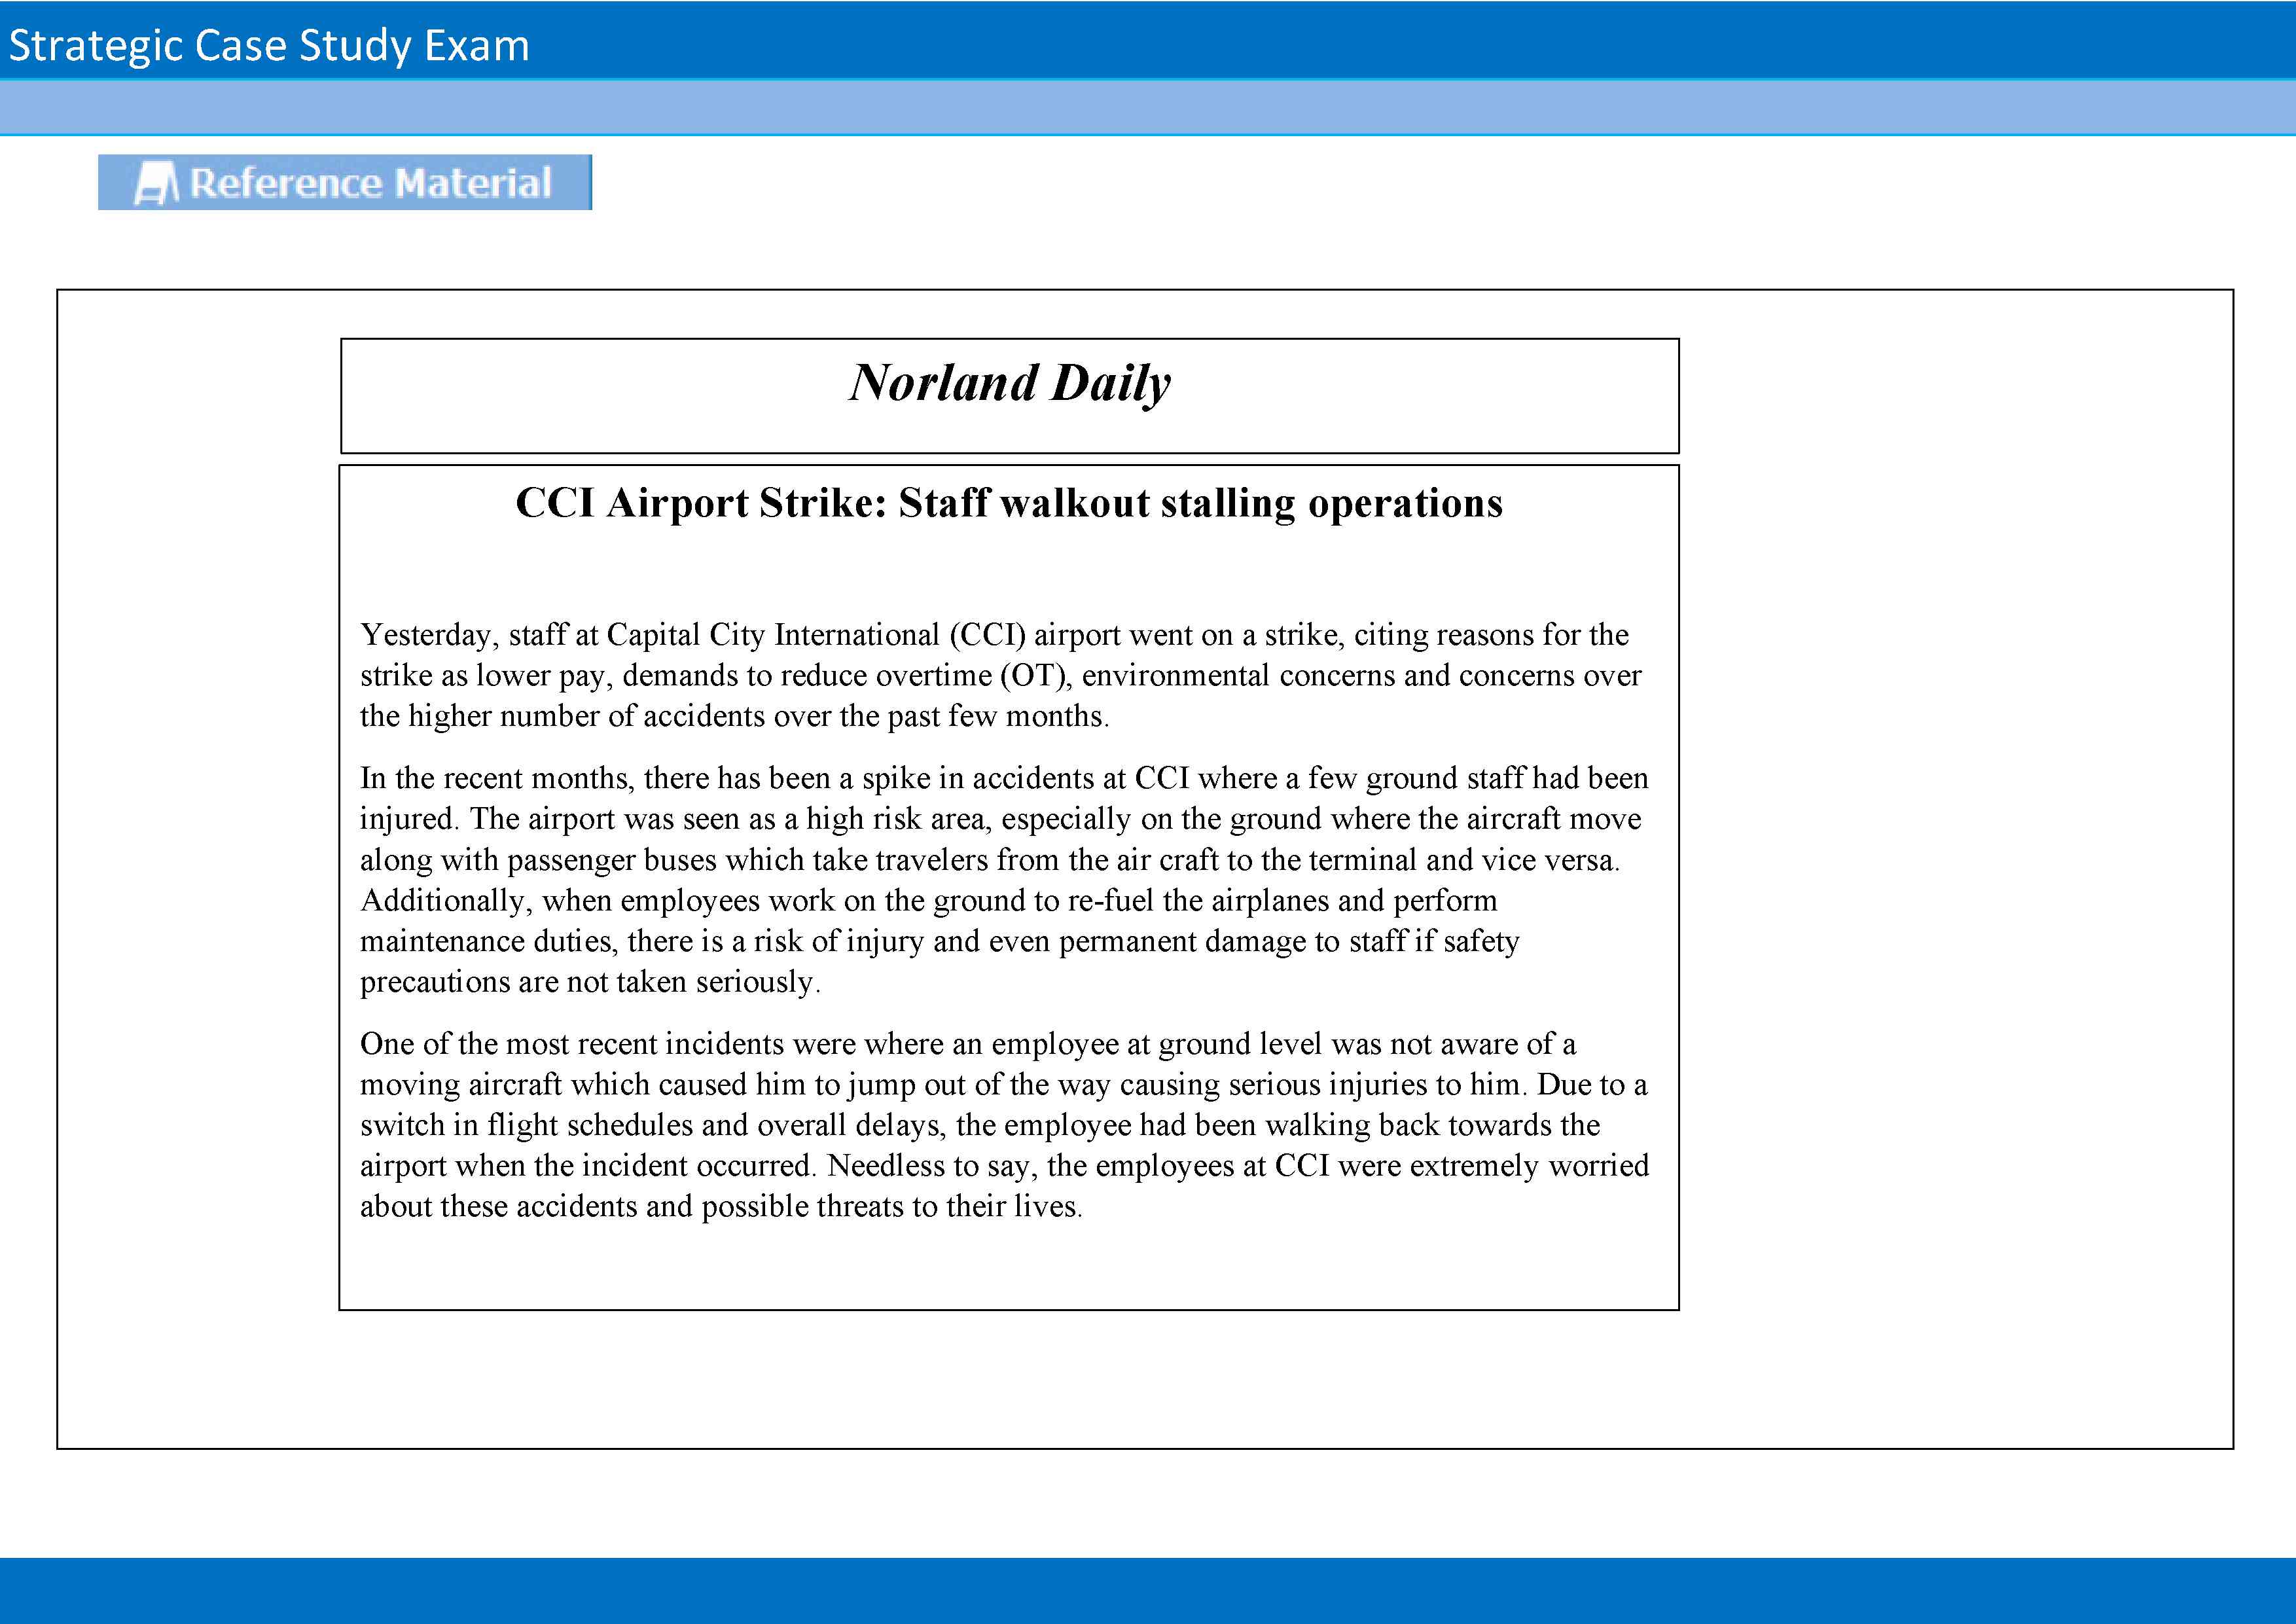 Strategic Case Study Exam
Reference Material
Norland Daily
CCI Airport Strike: Staff walkout stalling operations
Yesterday, staff at Capital City International (CCI) airport went on a strike, citing reasons for the
strike as lower pay, demands to reduce overtime (OT), environmental concerns and concerns over
the higher number of accidents over the past few months.
In the recent months, there has been a spike in accidents at CCI where a few ground staff had been
injured. The airport was seen as a high risk area, especially on the ground where the aircraft move
along with passenger buses which take travelers from the air craft to the terminal and vice versa.
Additionally, when employees work on the ground to re-fuel the airplanes and perform
maintenance duties, there is a risk of injury and even permanent damage to staff if safety
precautions are not taken seriously.
One of the most recent incidents were where an employee at ground level was not aware of a
moving aircraft which caused him to jump out of the way causing serious injuries to him. Due to a
switch in flight schedules and overall delays, the employee had been walking back towards the
airport when the incident occurred. Needless to say, the employees at CCI were extremely worried
about these accidents and possible threats to their lives.